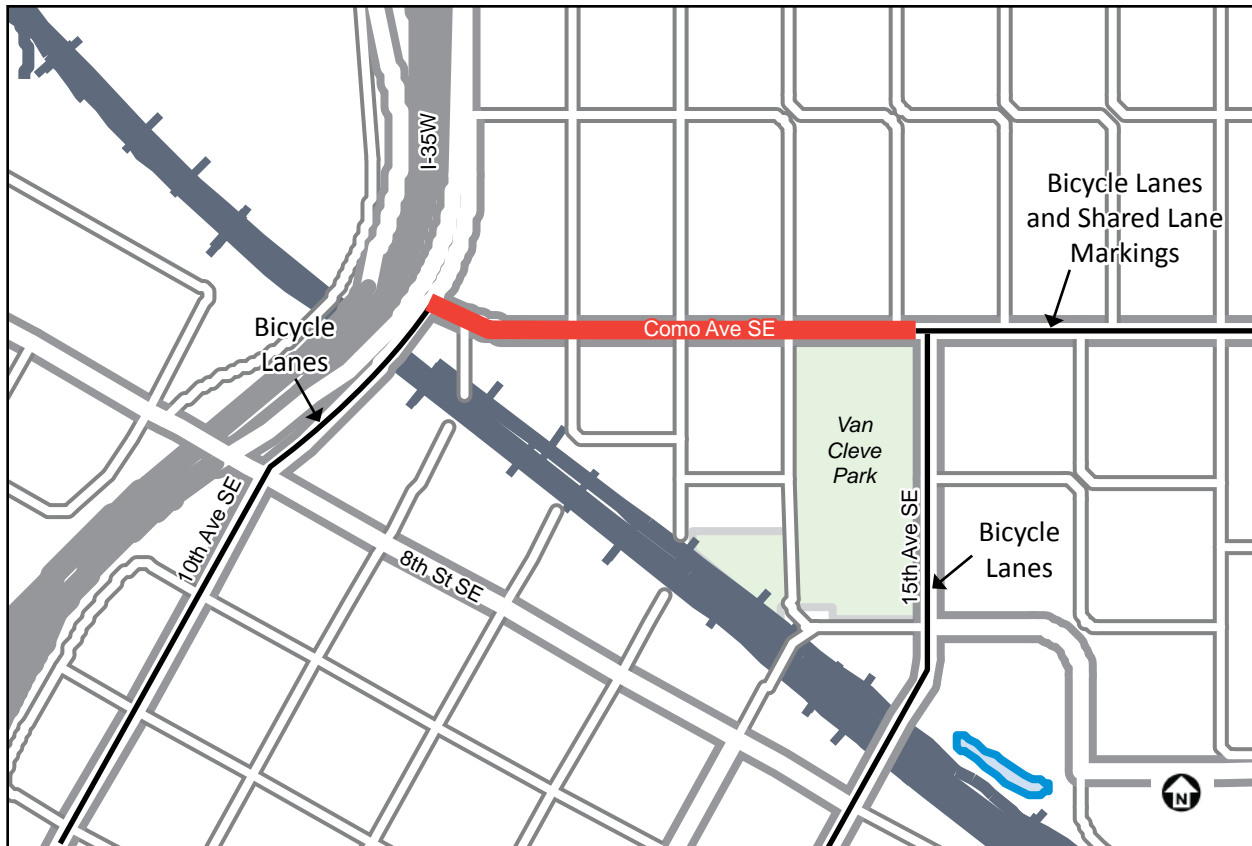 I-35W
Bicycle Lanes
and Shared Lane
Markings
Bicycle
Lanes
Como Ave SE
Van
Cleve
Park
10th Ave SE
8th St SE
15th Ave SE
Bicycle
Lanes
N